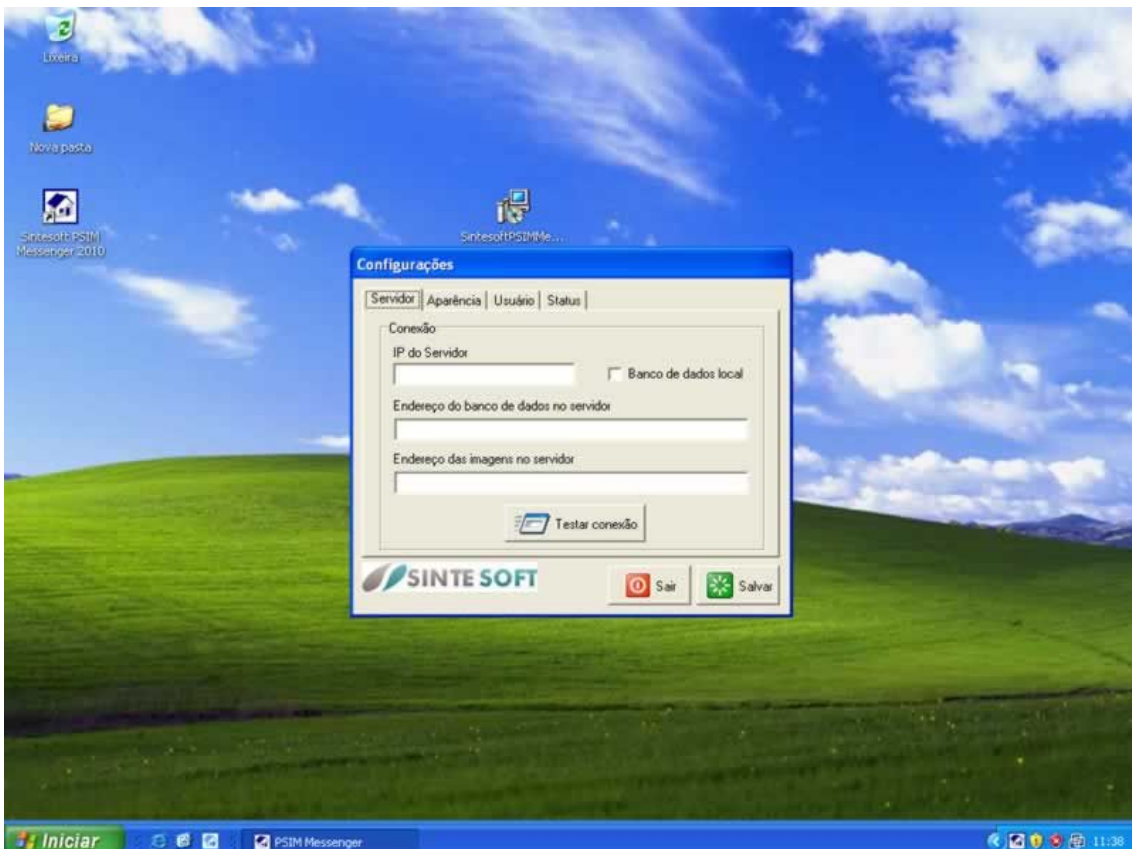 Lixeira
Nova pasta
Sintesoft PSIM
Messenger 2010
SintesoftPSIMMe...
Configurações
Servidor Aparência Usuário Status
Conexão
IP do Servidor
Banco de dados local
Endereço do banco de dados no servidor
Endereço das imagens no servidor
Testar conexão
SINTE SOFT
Sair
Salvar
Iniciar
PSIM Messenger
11:38